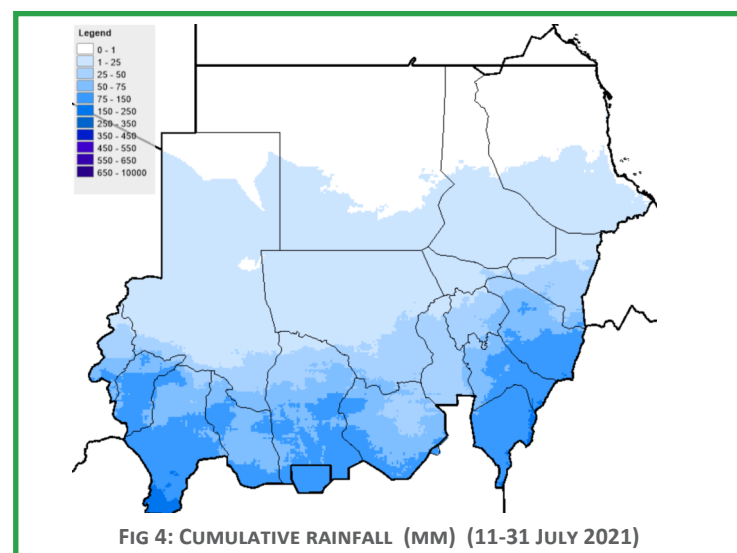 Legend
0 - 1
1 - 25
25 - 50
50 - 75
75 - 150
150 - 250
250 - 350
350 - 450
450 - 550
550 - 650
650 - 10000
FIG 4: CUMULATIVE RAINFALL (MM) (11-31 JULY 2021)